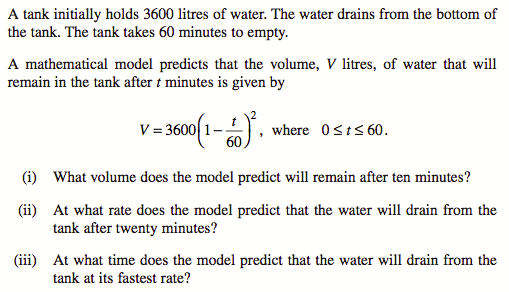 A tank initially holds 3600 litres of water. The water drains from the bottom of
the tank. The tank takes 60 minutes to empty.
A mathematical model predicts that the volume, V litres, of water that will
remain in the tank after t minutes is given by
V = 3600(1 − t/60)², where 0 ≤ t ≤ 60.
(i) What volume does the model predict will remain after ten minutes?
(ii) At what rate does the model predict that the water will drain from the
tank after twenty minutes?
(iii) At what time does the model predict that the water will drain from the
tank at its fastest rate?